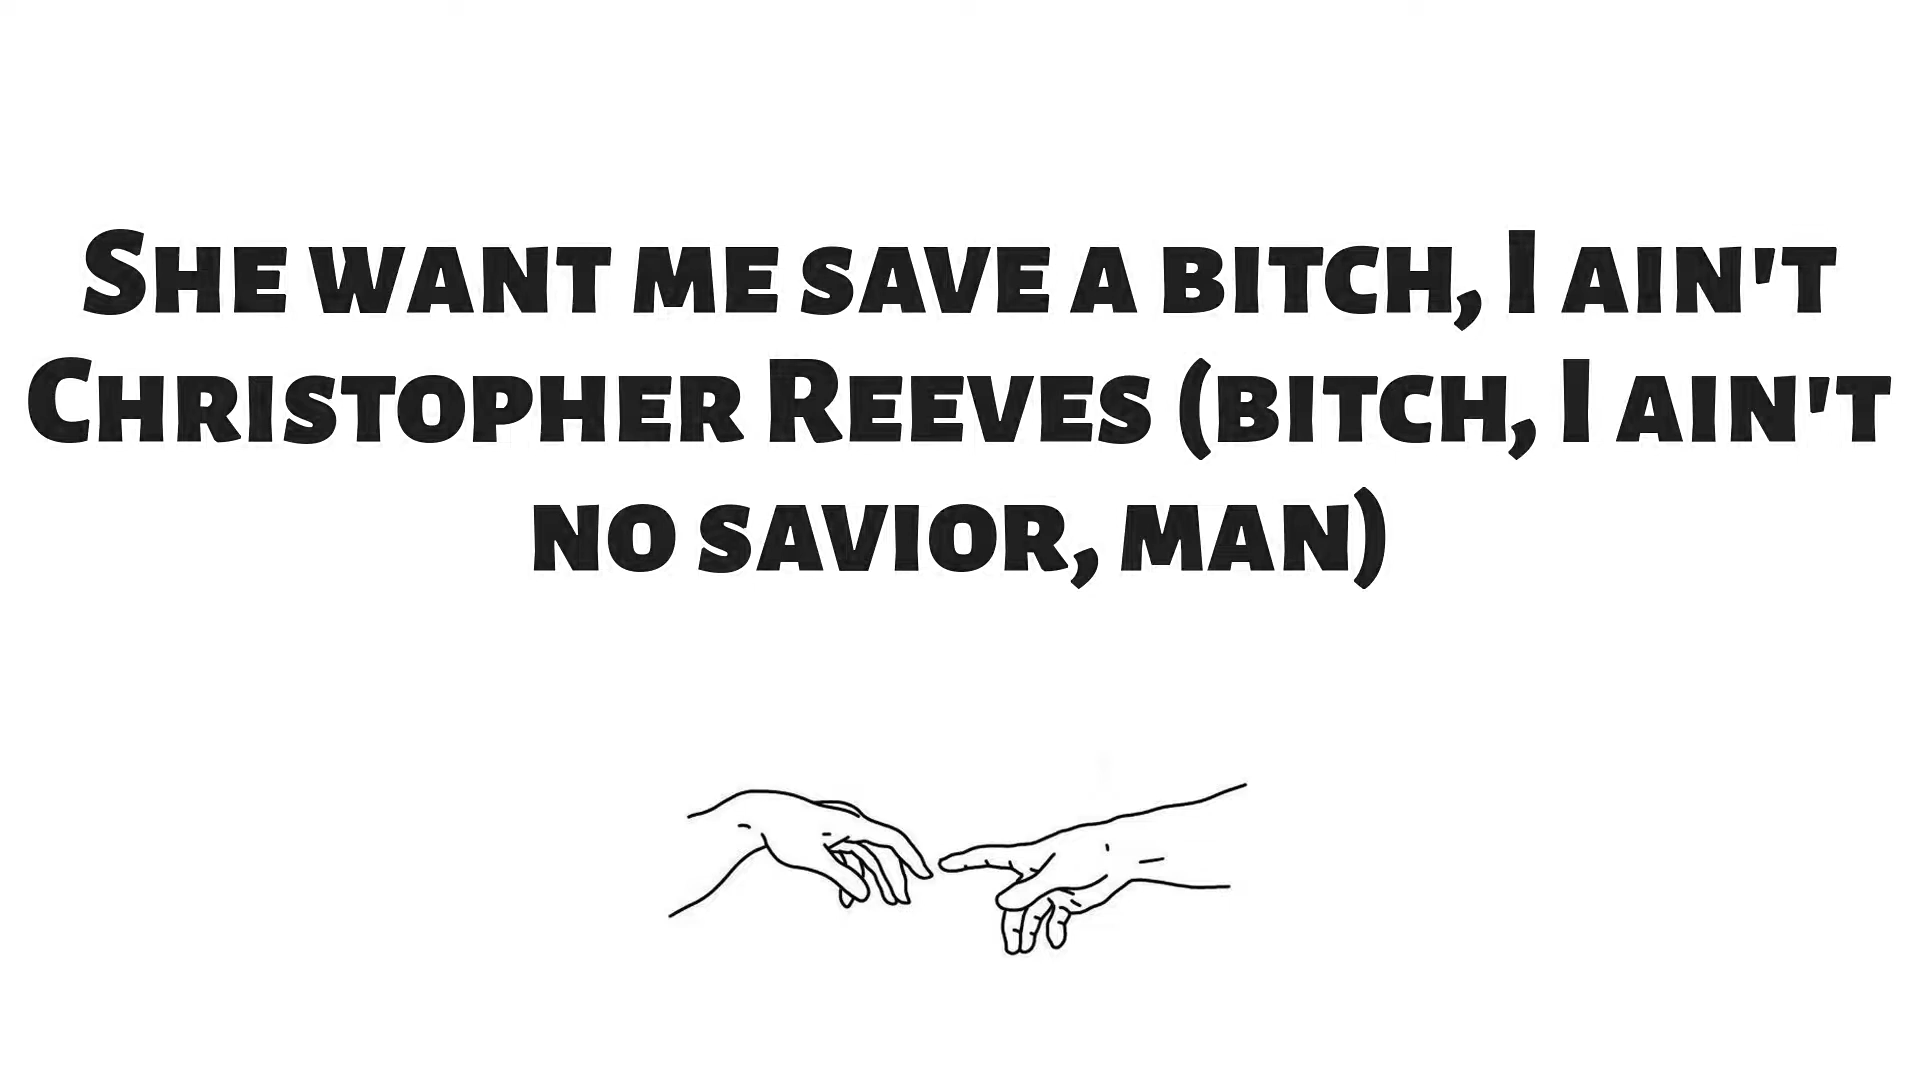 She want me save a bitch, I ain't
Christopher Reeves (bitch, I ain't
no savior, man)